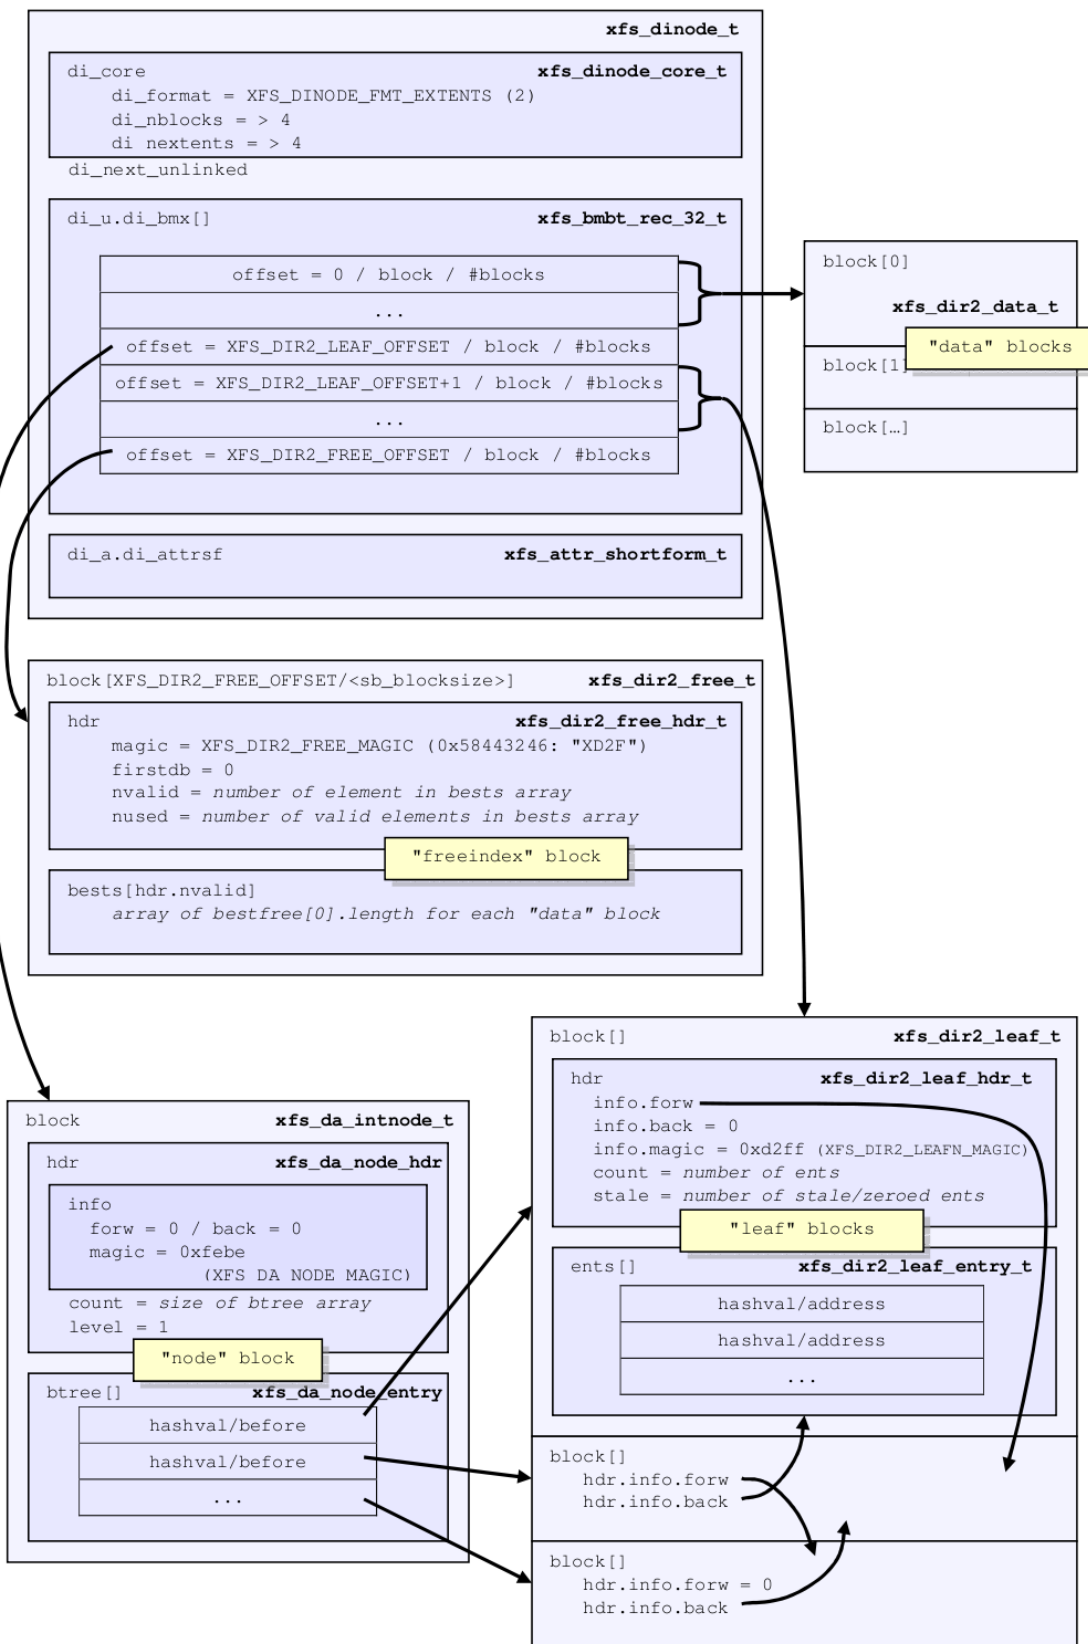 xfs_dinode_t
di_core xfs_dinode_core_t
di_format = XFS_DINODE_FMT_EXTENTS (2)
di_nblocks = > 4
di_nextents = > 4
di_next_unlinked
di_u.di_bmx[] xfs_bmbt_rec_32_t
offset = 0 / block / #blocks
...
offset = XFS_DIR2_LEAF_OFFSET / block / #blocks
offset = XFS_DIR2_LEAF_OFFSET+1 / block / #blocks
...
offset = XFS_DIR2_FREE_OFFSET / block / #blocks
di_a.di_attrsf xfs_attr_shortform_t
block[0]
xfs_dir2_data_t
"data" blocks
block[1]
block[…]
block[XFS_DIR2_FREE_OFFSET/<sb_blocksize>] xfs_dir2_free_t
hdr xfs_dir2_free_hdr_t
magic = XFS_DIR2_FREE_MAGIC (0x58443246: "XD2F")
firstdb = 0
nvalid = number of element in bests array
nused = number of valid elements in bests array
"freeindex" block
bests[hdr.nvalid]
array of bestfree[0].length for each "data" block
block xfs_da_intnode_t
hdr xfs_da_node_hdr
info
forw = 0 / back = 0
magic = 0xfebe
(XFS_DA_NODE_MAGIC)
count = size of btree array
level = 1
"node" block
btree[] xfs_da_node_entry
hashval/before
hashval/before
...
block[] xfs_dir2_leaf_t
hdr xfs_dir2_leaf_hdr_t
info.forw
info.back = 0
info.magic = 0xd2ff (XFS_DIR2_LEAFN_MAGIC)
count = number of ents
stale = number of stale/zeroed ents
"leaf" blocks
ents[] xfs_dir2_leaf_entry_t
hashval/address
hashval/address
...
block[]
hdr.info.forw
hdr.info.back
block[]
hdr.info.forw = 0
hdr.info.back